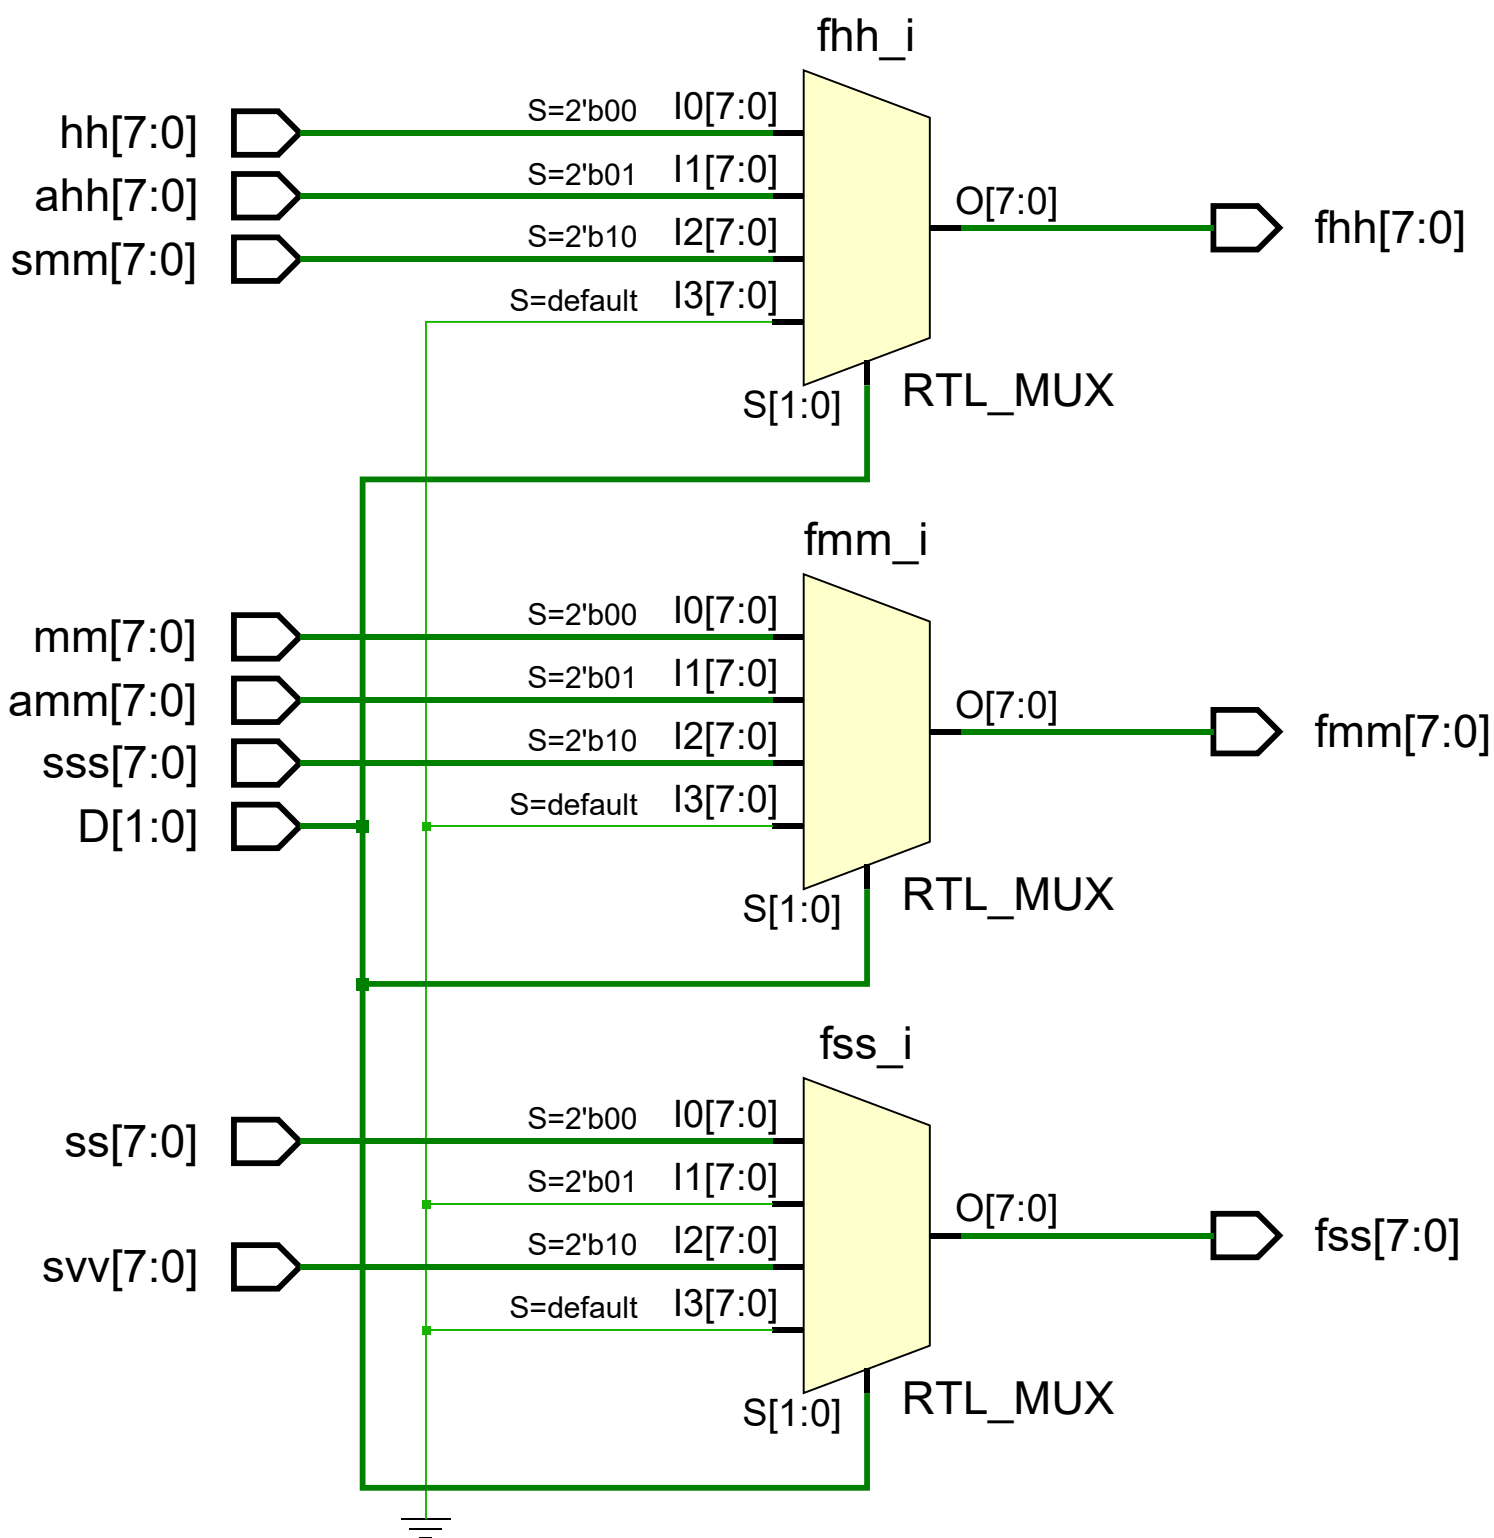 fhh_i
hh[7:0] S=2'b00 I0[7:0]
ahh[7:0] S=2'b01 I1[7:0]
O[7:0] fhh[7:0]
smm[7:0] S=2'b10 I2[7:0]
S=default I3[7:0]
S[1:0] RTL_MUX
fmm_i
mm[7:0] S=2'b00 I0[7:0]
amm[7:0] S=2'b01 I1[7:0]
O[7:0] fmm[7:0]
sss[7:0] S=2'b10 I2[7:0]
D[1:0] S=default I3[7:0]
S[1:0] RTL_MUX
fss_i
ss[7:0] S=2'b00 I0[7:0]
S=2'b01 I1[7:0]
O[7:0] fss[7:0]
svv[7:0] S=2'b10 I2[7:0]
S=default I3[7:0]
S[1:0] RTL_MUX